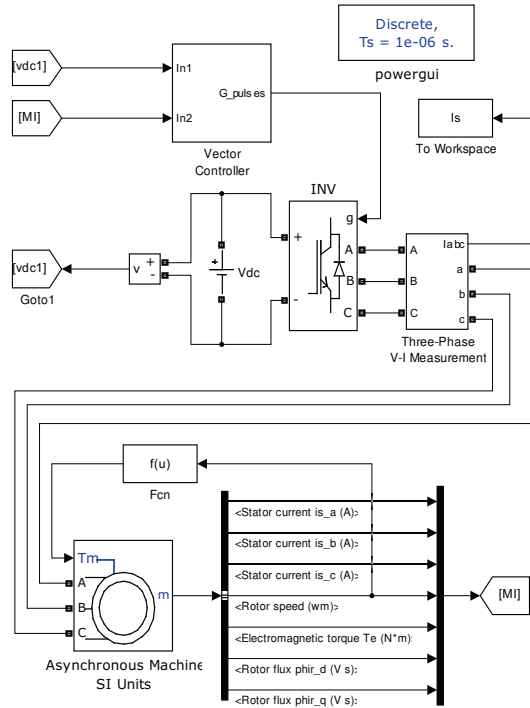 [vdc1]
In1
[MI]
In2
G_pulses
Vector
Controller
Discrete,
Ts = 1e-06 s.
powergui
Is
To Workspace
INV
g
+
-
A
B
C
Iabc
A
a
B
b
C
c
Three-Phase
V-I Measurement
[vdc1]
Goto1
v
+
-
+
Vdc
f(u)
Fcn
Tm
A
B
C
m
Asynchronous Machine
SI Units
<Stator current is_a (A)>
<Stator current is_b (A)>
<Stator current is_c (A)>
<Rotor speed (wm)>
<Electromagnetic torque Te (N*m)>
<Rotor flux phir_d (V s)>
<Rotor flux phir_q (V s)>
[MI]